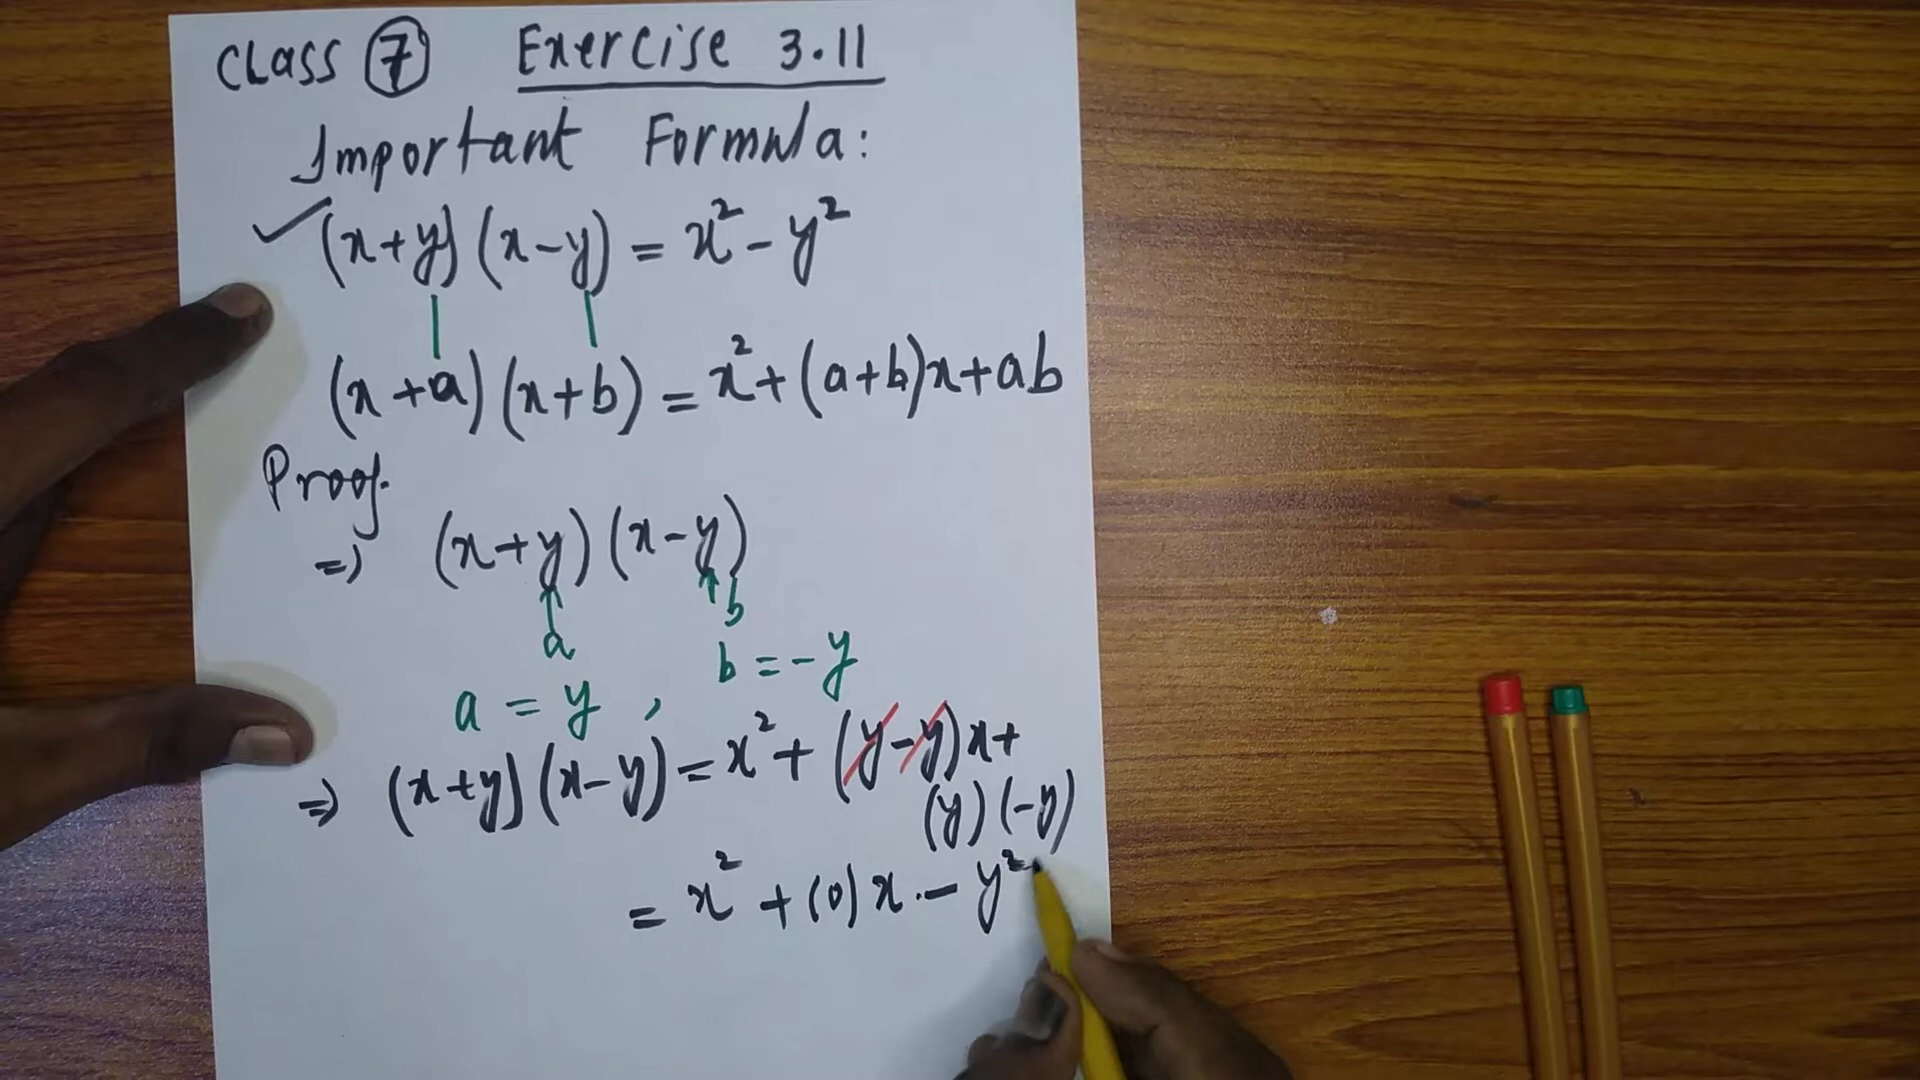 CLASS 7 Exercise 3.11
Important Formula:
✓ (x+y) (x-y) = x² - y²
(x+a) (x+b) = x² + (a+b)x + ab
Proof.
=> (x+y) (x-y)
a b
b = -y
a = y ,
=> (x+y) (x-y) = x² + (y-y)x +
(y) (-y)
= x² + (0) x - y²